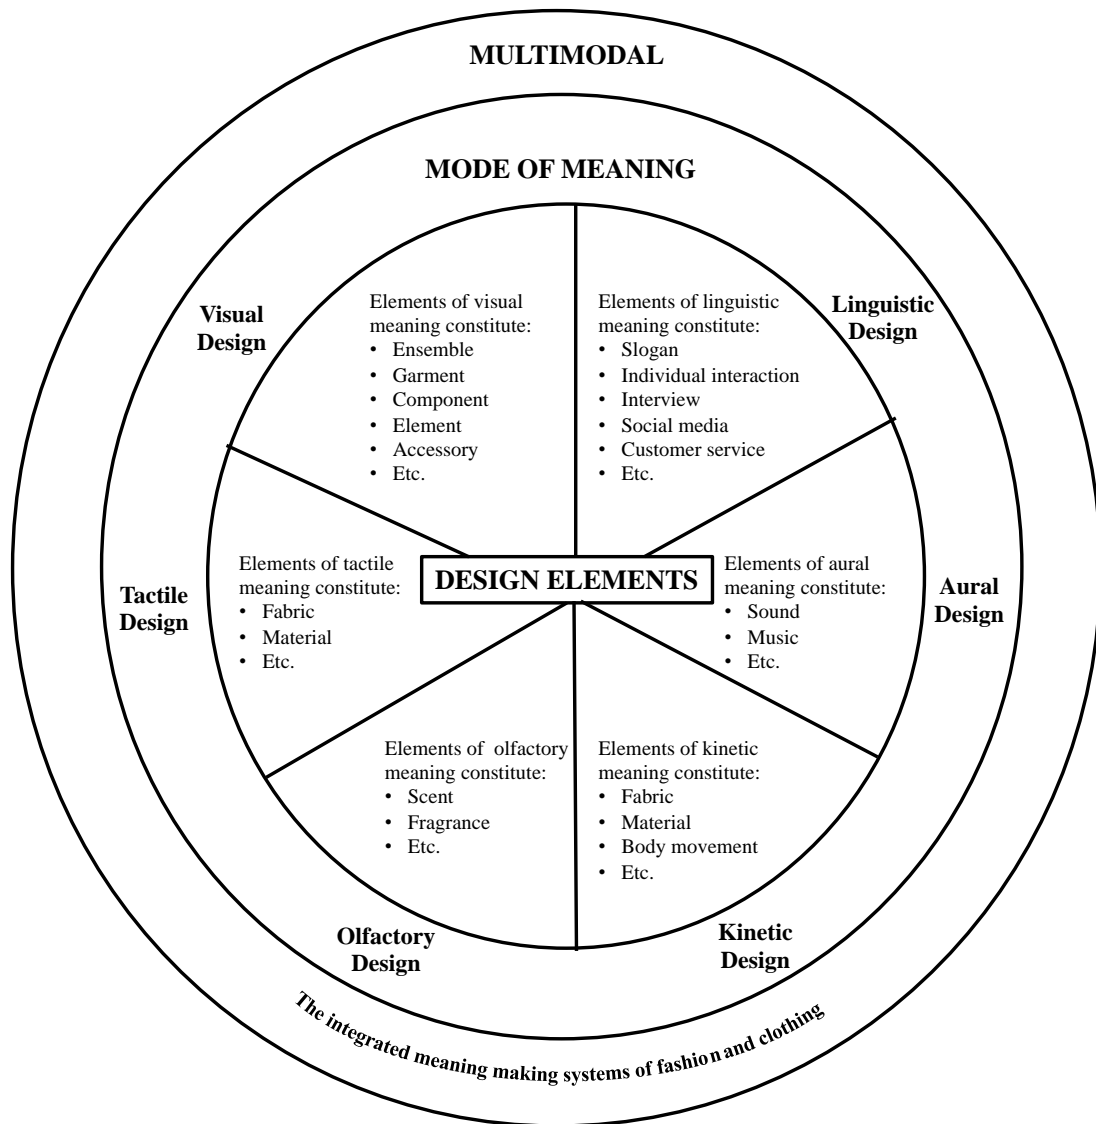 MULTIMODAL
MODE OF MEANING
Visual
Design
Elements of visual
meaning constitute:
• Ensemble
• Garment
• Component
• Element
• Accessory
• Etc.
Elements of linguistic
meaning constitute:
• Slogan
• Individual interaction
• Interview
• Social media
• Customer service
• Etc.
Linguistic
Design
Tactile
Design
Elements of tactile
meaning constitute:
• Fabric
• Material
• Etc.
DESIGN ELEMENTS
Elements of aural
meaning constitute:
• Sound
• Music
• Etc.
Aural
Design
Elements of olfactory
meaning constitute:
• Scent
• Fragrance
• Etc.
Elements of kinetic
meaning constitute:
• Fabric
• Material
• Body movement
• Etc.
Olfactory
Design
Kinetic
Design
The integrated meaning making systems of fashion and clothing